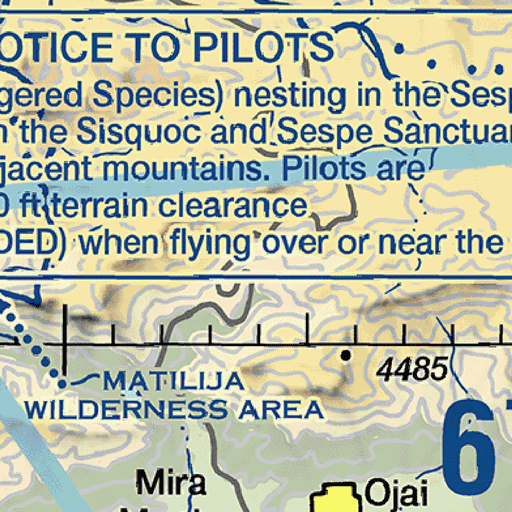 OTICE TO PILOTS
gered Species) nesting in the Sesp
n the Sisquoc and Sespe Sanctuar
jacent mountains. Pilots are
0 ft terrain clearance
DED) when flying over or near the
4485
MATILIJA
WILDERNESS AREA
6
Mira
Ojai